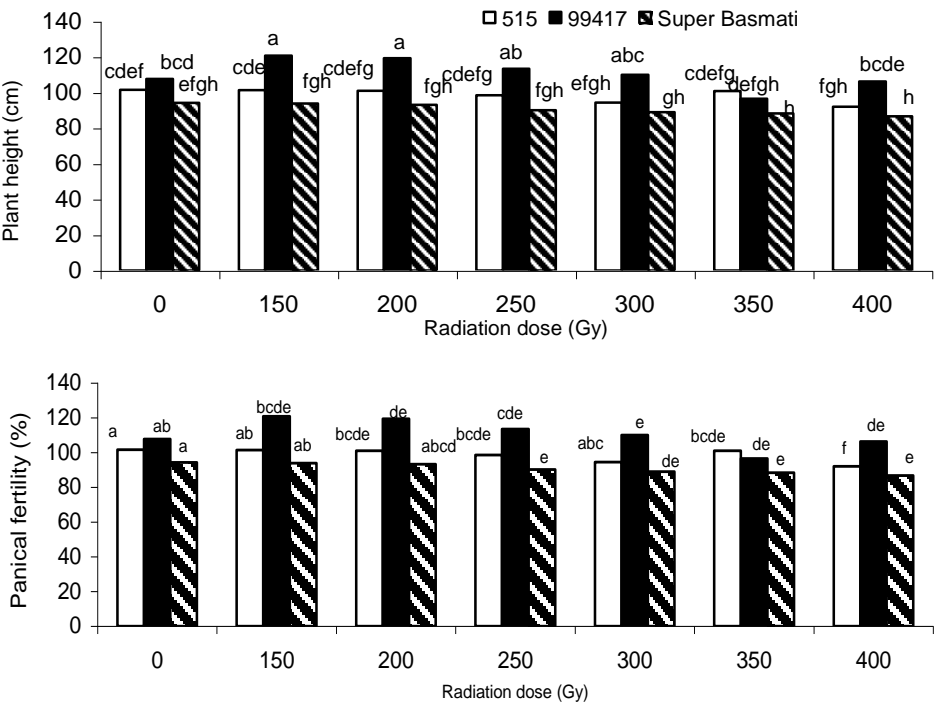 515 99417 Super Basmati
Plant height (cm)
140
120
100
80
60
40
20
0
cdef bcd efgh
cde a fgh
cdefg a fgh
cdefg ab fgh
efgh abc gh
cdefg defgh h
fgh bcde h
0 150 200 250 300 350 400
Radiation dose (Gy)
Panical fertility (%)
140
120
100
80
60
40
20
0
a ab a
ab bcde ab
bcde de abcd
bcde cde e
abc e de
bcde de e
f de e
0 150 200 250 300 350 400
Radiation dose (Gy)